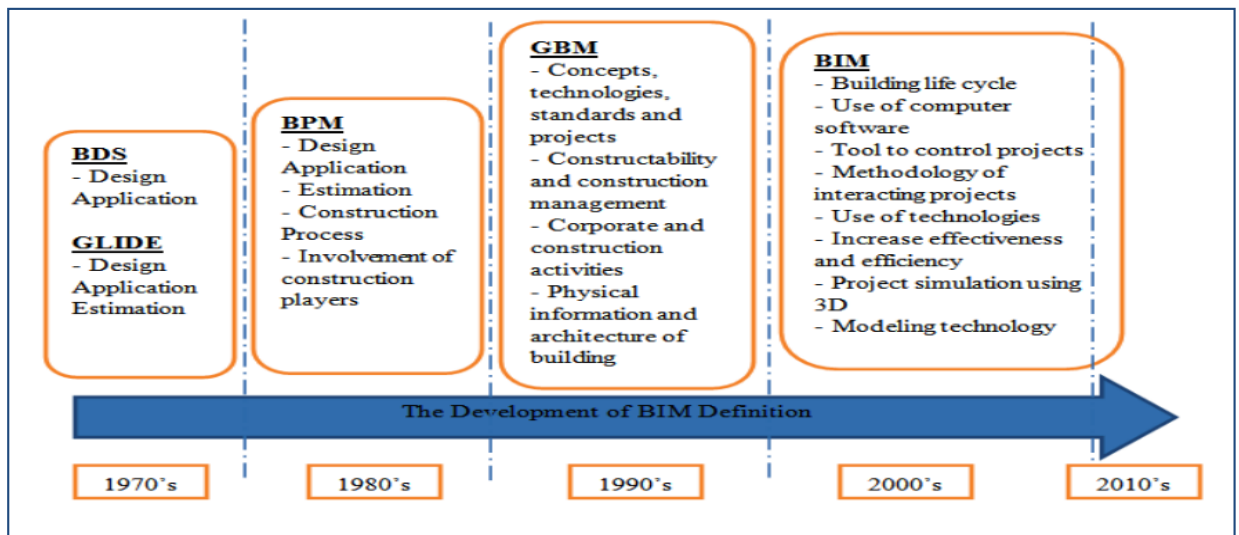 BDS
- Design
Application
GLIDE
- Design
Application
Estimation
BPM
- Design
Application
- Estimation
- Construction
Process
- Involvement of
construction
players
GBM
- Concepts,
technologies,
standards and
projects
- Constructability
and construction
management
- Corporate and
construction
activities
- Physical
information and
architecture of
building
BIM
- Building life cycle
- Use of computer
software
- Tool to control projects
- Methodology of
interacting projects
- Use of technologies
- Increase effectiveness
and efficiency
- Project simulation using
3D
- Modeling technology
The Development of BIM Definition
1970's
1980's
1990's
2000's
2010's